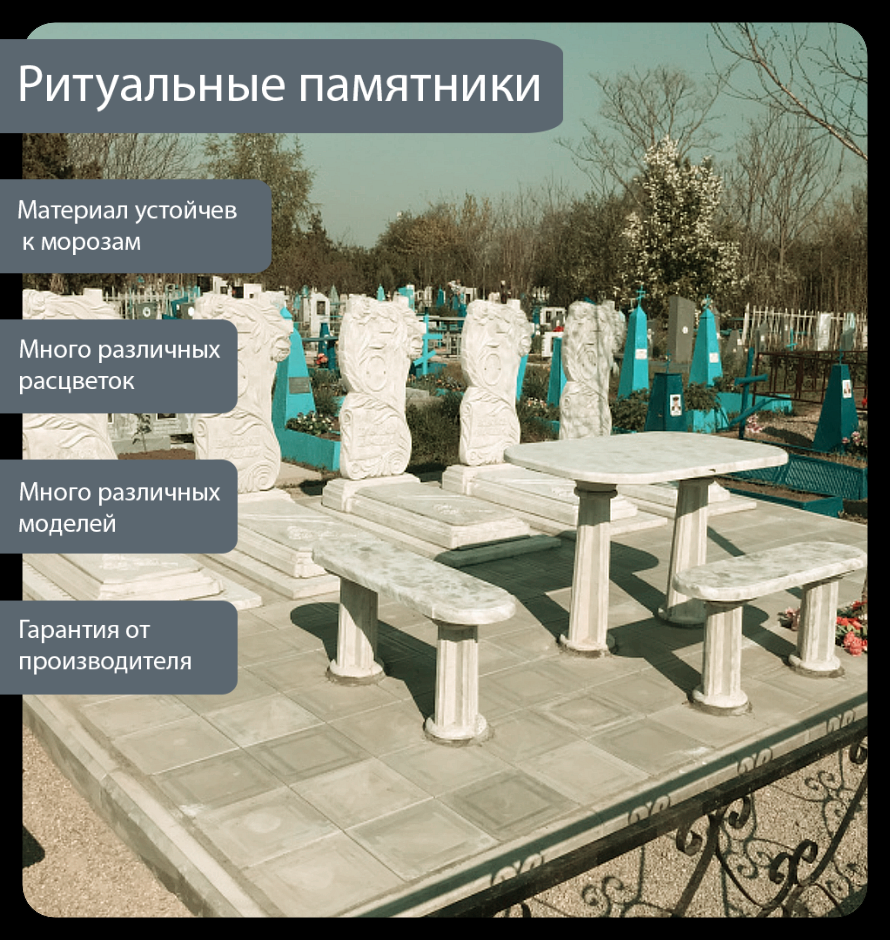 Ритуальные памятники
Материал устойчев
к морозам
Много различных
расцветок
Много различных
моделей
Гарантия от
производителя